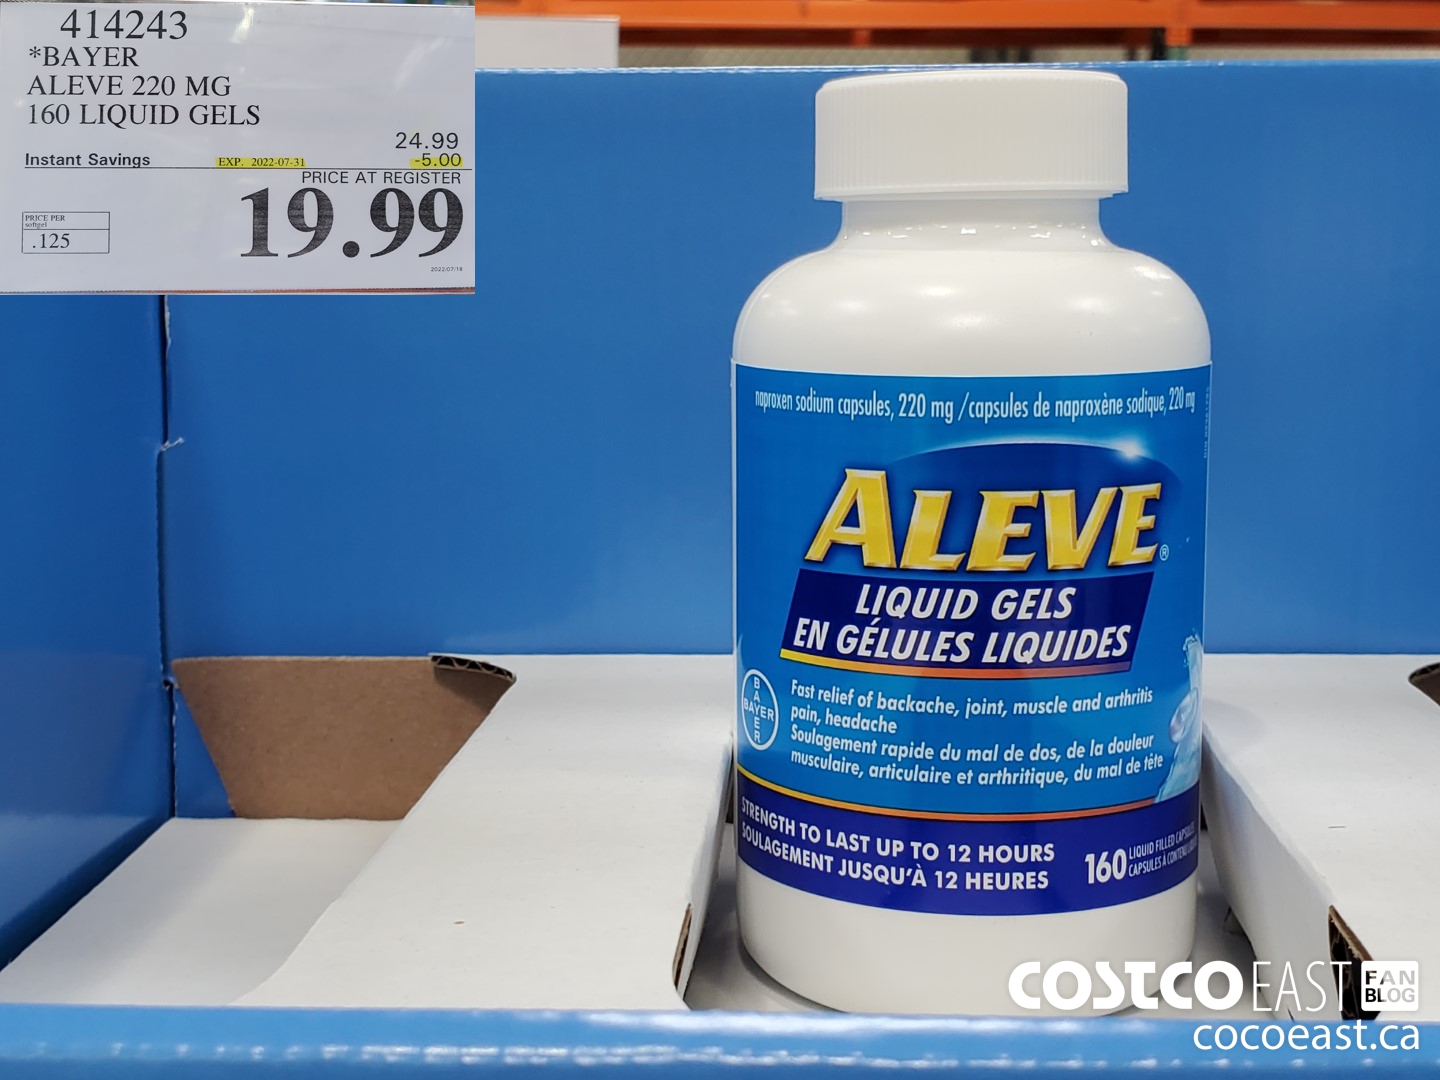 414243
*BAYER
ALEVE 220 MG
160 LIQUID GELS
24.99
Instant Savings EXP. 2022-07-31 -5.00
PRICE AT REGISTER
19.99
PRICE PER
softgel
.125
2022/07/18
naproxen sodium capsules, 220 mg / capsules de naproxène sodique, 220 mg
ALEVE®
LIQUID GELS
EN GÉLULES LIQUIDES
BAYER
BAYER
Fast relief of backache, joint, muscle and arthritis
pain, headache
Soulagement rapide du mal de dos, de la douleur
musculaire, articulaire et arthritique, du mal de tête
STRENGTH TO LAST UP TO 12 HOURS
SOULAGEMENT JUSQU'À 12 HEURES
160 LIQUID FILLED
CAPSULES À
COSTCO EAST FAN
BLOG
cocoeast.ca